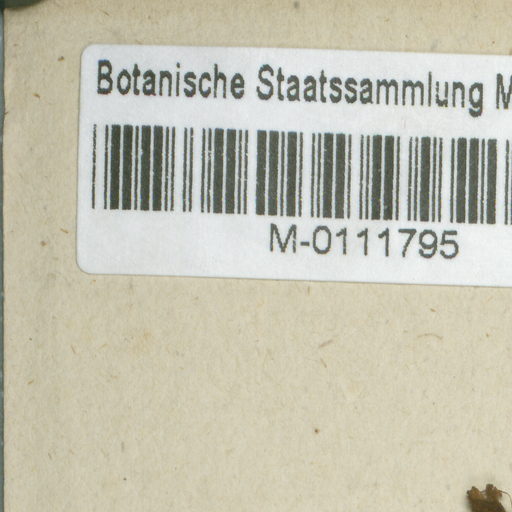 Botanische Staatssammlung M
M-0111795